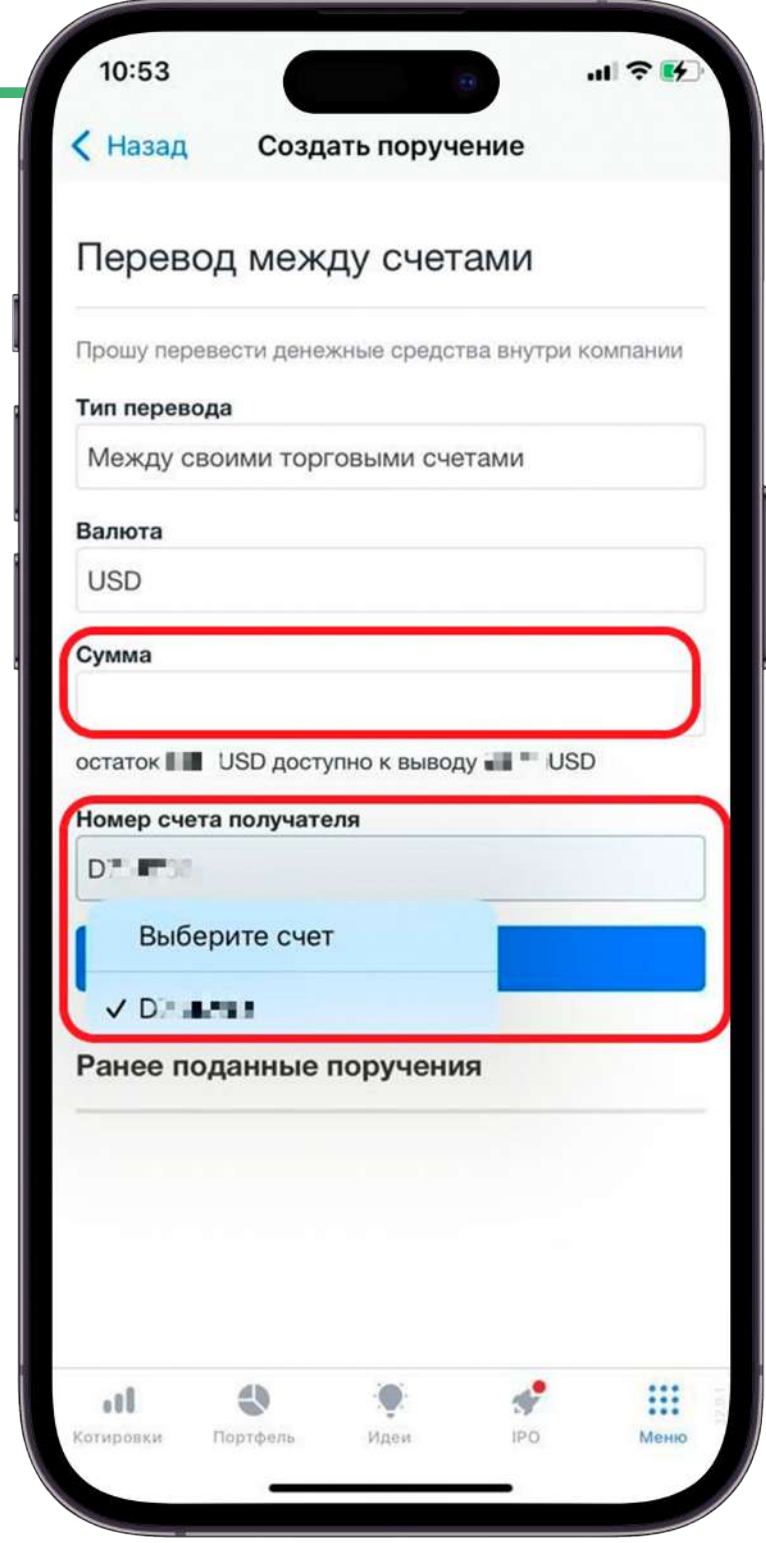 10:53
Назад
Создать поручение
Перевод между счетами
Прошу перевести денежные средства внутри компании
Тип перевода
Между своими торговыми счетами
Валюта
USD
Сумма
остаток USD доступно к выводу USD
Номер счета получателя
Выберите счет
Ранее поданные поручения
Котировки Портфель Идеи IPO Меню